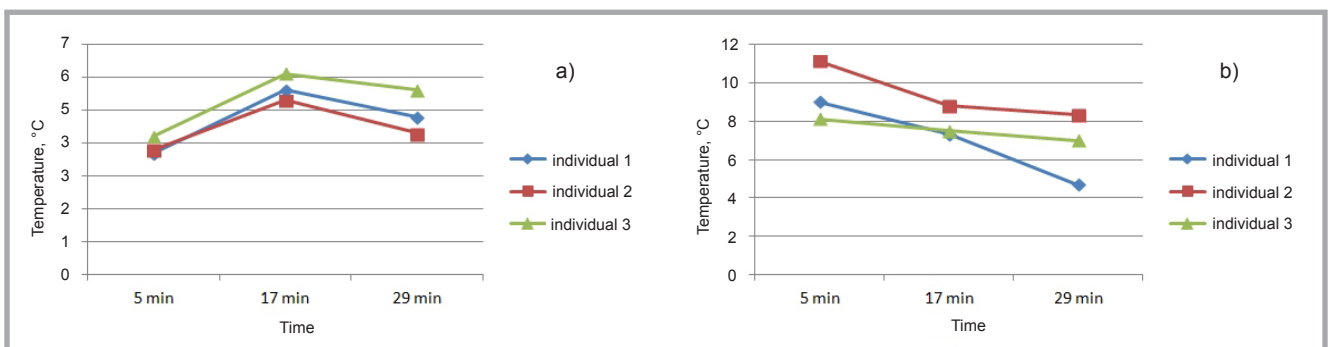 7
6
5
3
3
2
1
0
Temperature, °C
5 min
17 min
29 min
Time
a)
individual 1
individual 2
individual 3
12
10
8
6
4
2
0
Temperature, °C
5 min
17 min
29 min
Time
b)
individual 1
individual 2
individual 3